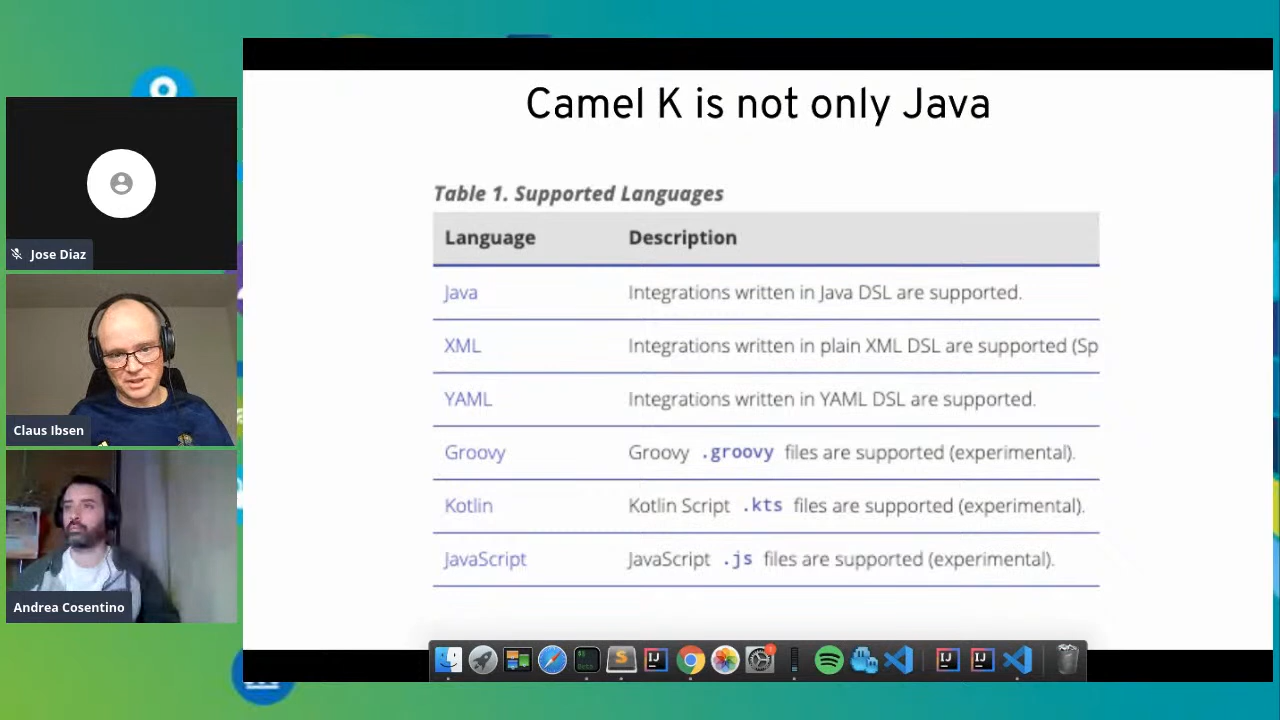 Camel K is not only Java
Table 1. Supported Languages
Language Description
Java Integrations written in Java DSL are supported.
XML Integrations written in plain XML DSL are supported (Sp
YAML Integrations written in YAML DSL are supported.
Groovy Groovy .groovy files are supported (experimental).
Kotlin Kotlin Script .kts files are supported (experimental).
JavaScript JavaScript .js files are supported (experimental).
Jose Diaz
Claus Ibsen
Andrea Cosentino